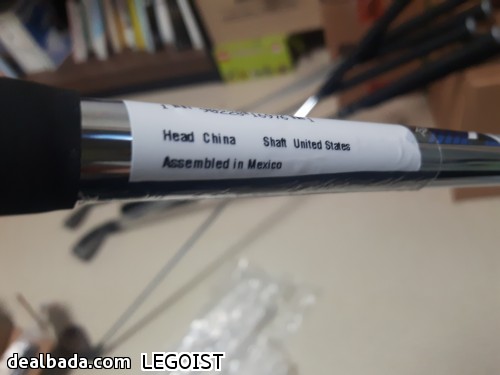 Head China Shaft United States
Assembled in Mexico
dealbada.com LEGOIST